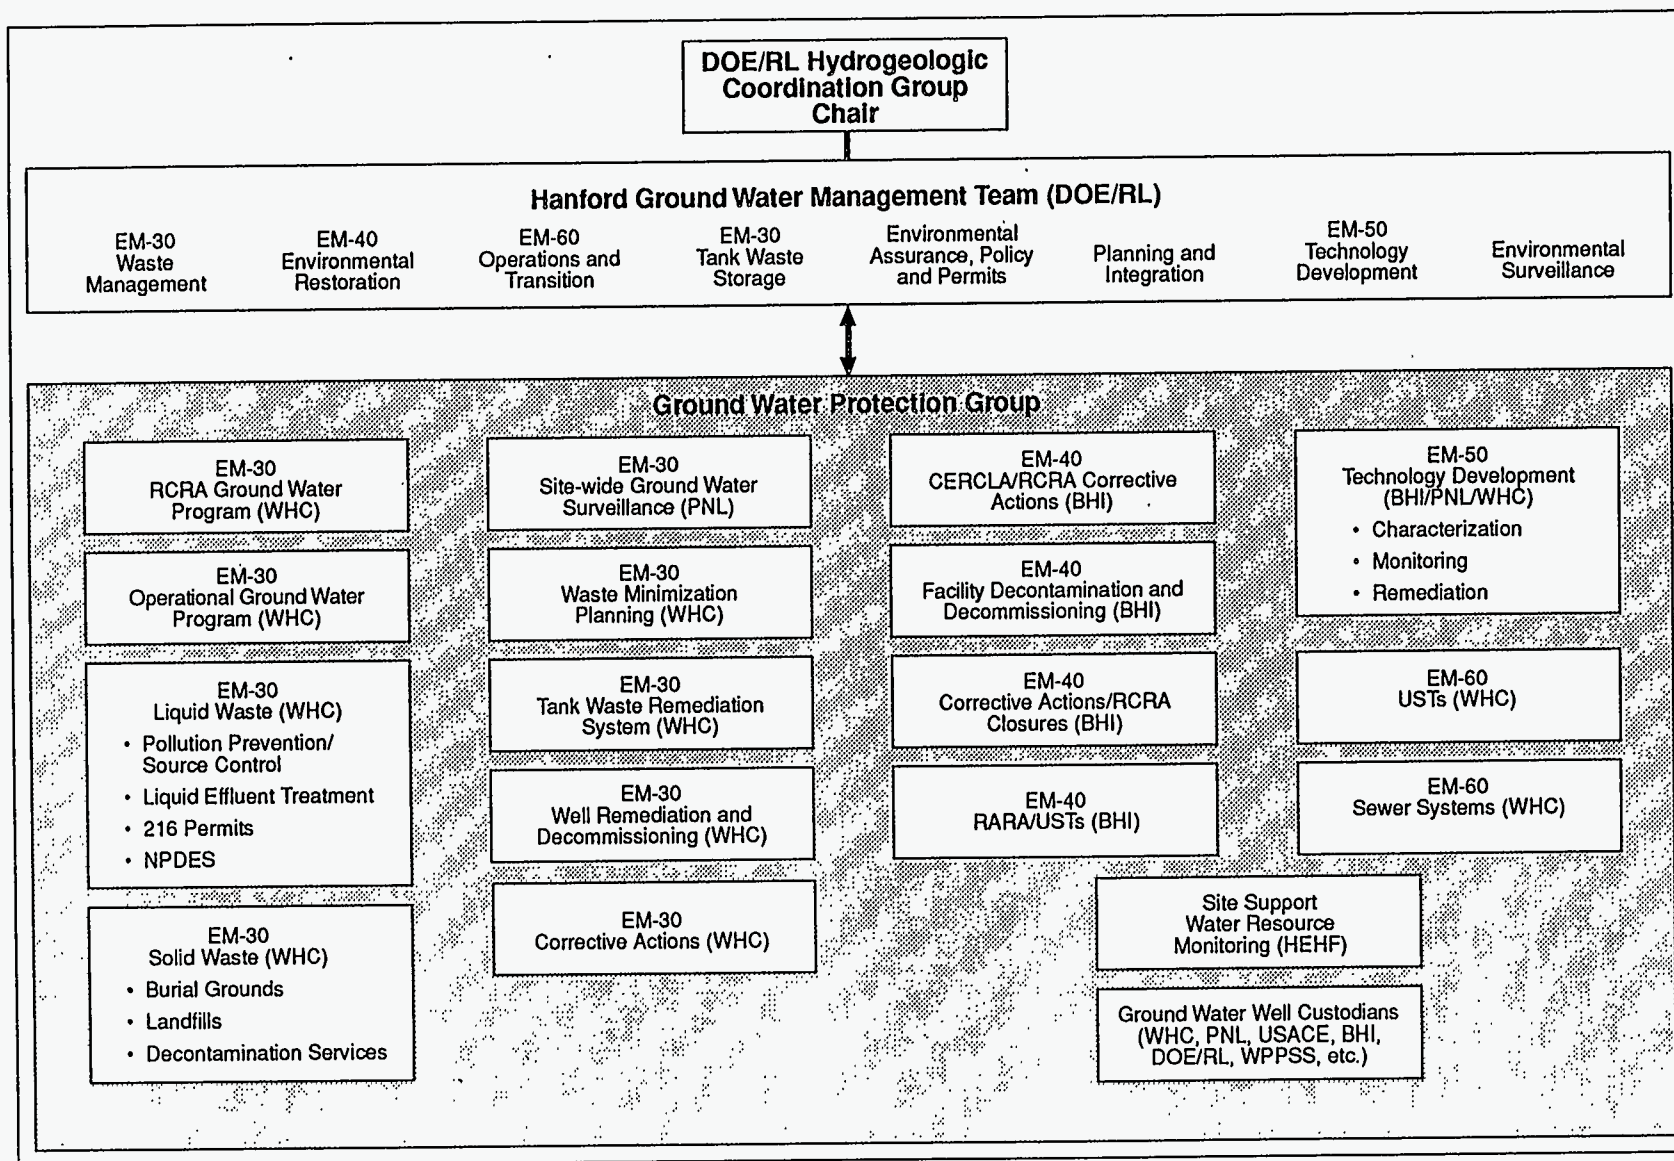 DOE/RL Hydrogeologic
Coordination Group
Chair
Hanford Ground Water Management Team (DOE/RL)
EM-30
Waste
Management
EM-40
Environmental
Restoration
EM-60
Operations and
Transition
EM-30
Tank Waste
Storage
Environmental
Assurance, Policy
and Permits
Planning and
Integration
EM-50
Technology
Development
Environmental
Surveillance
Ground Water Protection Group
EM-30
RCRA Ground Water
Program (WHC)
EM-30
Operational Ground Water
Program (WHC)
EM-30
Liquid Waste (WHC)
• Pollution Prevention/
Source Control
• Liquid Effluent Treatment
• 216 Permits
• NPDES
EM-30
Solid Waste (WHC)
• Burial Grounds
• Landfills
• Decontamination Services
EM-30
Site-wide Ground Water
Surveillance (PNL)
EM-30
Waste Minimization
Planning (WHC)
EM-30
Tank Waste Remediation
System (WHC)
EM-30
Well Remediation and
Decommissioning (WHC)
EM-30
Corrective Actions (WHC)
EM-40
CERCLA/RCRA Corrective
Actions (BHI)
EM-40
Facility Decontamination and
Decommissioning (BHI)
EM-40
Corrective Actions/RCRA
Closures (BHI)
EM-40
RARA/USTs (BHI)
EM-50
Technology Development
(BHI/PNL/WHC)
• Characterization
• Monitoring
• Remediation
EM-60
USTs (WHC)
EM-60
Sewer Systems (WHC)
Site Support
Water Resource
Monitoring (HEHF)
Ground Water Well Custodians
(WHC, PNL, USACE, BHI,
DOE/RL, WPPSS, etc.)